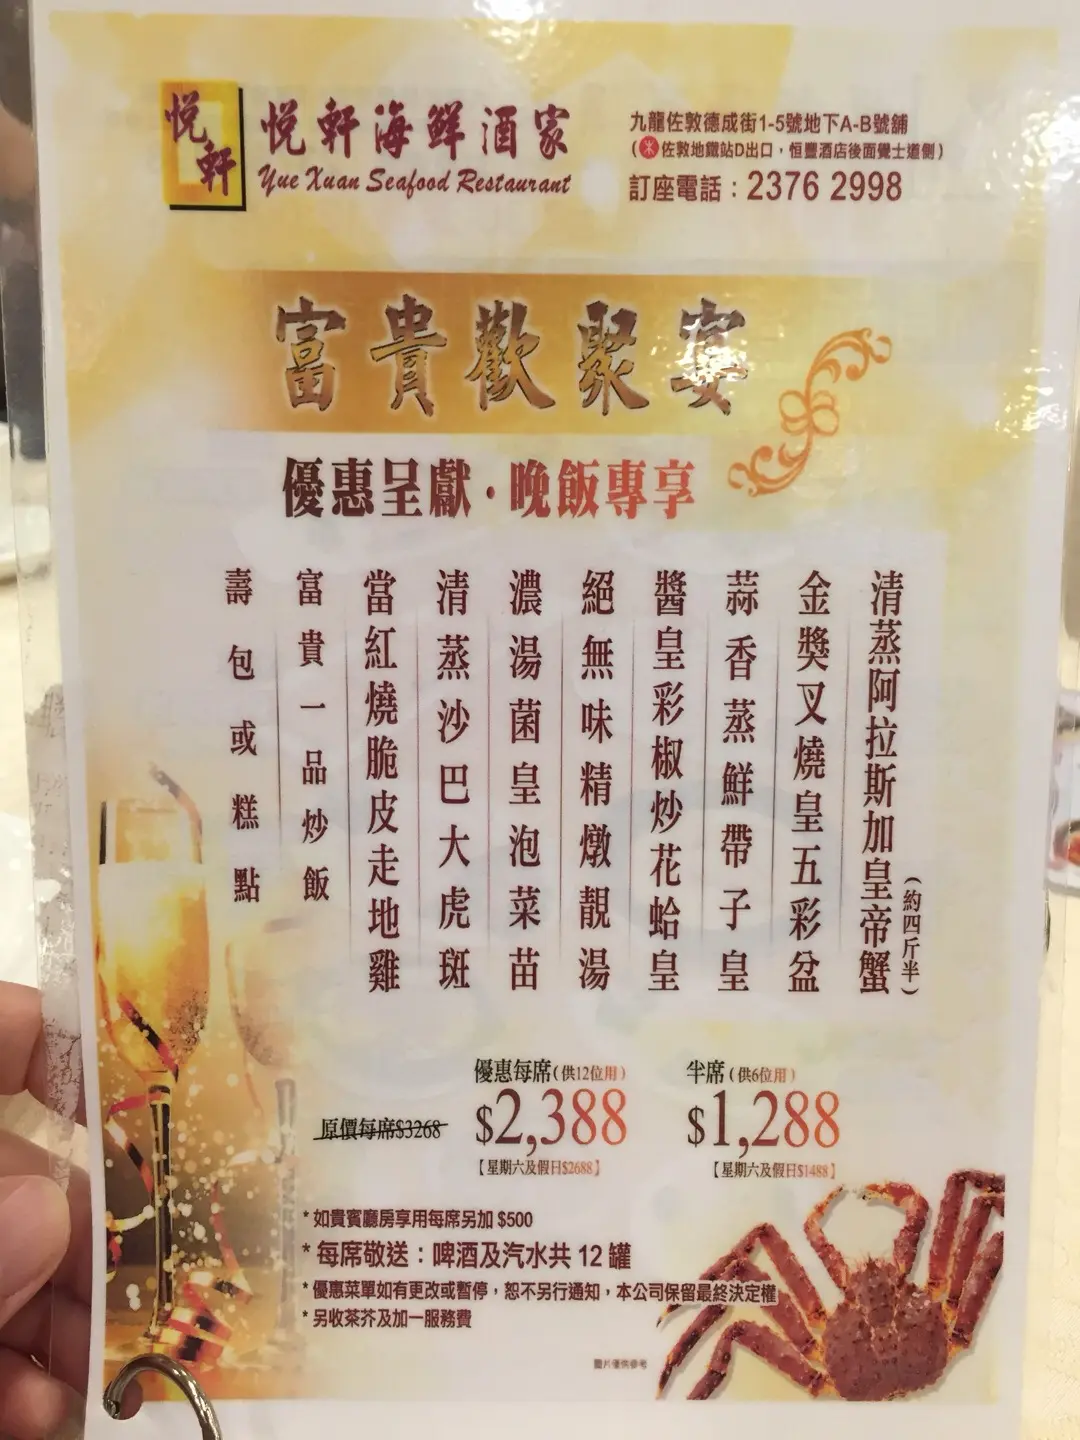 悅軒
悅軒海鮮酒家
Yue Xuan Seafood Restaurant
九龍佐敦德成街1-5號地下A-B號舖
(佐敦地鐵站D出口，恒豐酒店後面覺士道側)
訂座電話：2376 2998
富貴歡聚宴
優惠呈獻·晚飯專享
清蒸阿拉斯加皇帝蟹
(約四斤半)
金獎叉燒皇五彩盆
蒜香蒸鮮帶子皇
醬皇彩椒炒花蛤皇
絕無味精燉靚湯
濃湯菌皇泡菜苗
清蒸沙巴大虎斑
當紅燒脆皮走地雞
富貴一品炒飯
壽包或糕點
原價每席$3268
優惠每席(供12位用)
$2,388
【星期六及假日$2688】
半席(供6位用)
$1,288
【星期六及假日$1488】
*如貴賓廳房享用每席另加 $500
*每席敬送：啤酒及汽水共 12 罐
*優惠菜單如有更改或暫停，恕不另行通知，本公司保留最終決定權
*另收茶芥及加一服務費
圖片僅供參考